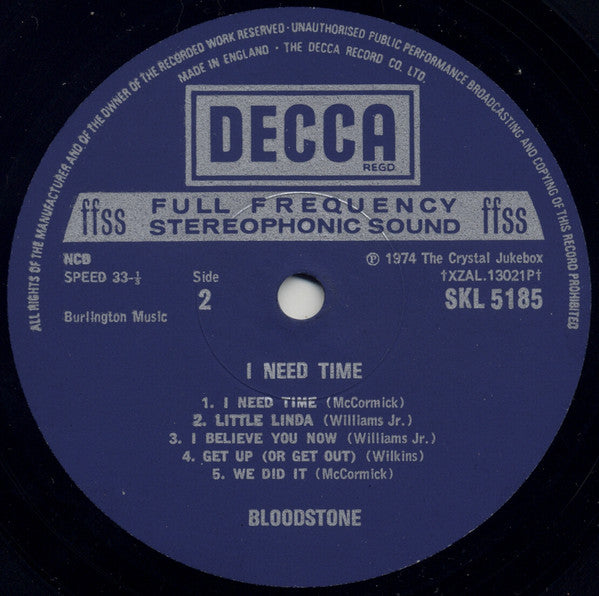 ALL RIGHTS OF THE MANUFACTURER AND OF THE OWNER OF THE RECORDED WORK RESERVED · UNAUTHORISED PUBLIC PERFORMANCE BROADCASTING AND COPYING OF THIS RECORD PROHIBITED
MADE IN ENGLAND · THE DECCA RECORD CO. LTD.
DECCA
REGD
ffss FULL FREQUENCY STEREOPHONIC SOUND ffss
NCB
SPEED 33-⅓
Side
2
Burlington Music
℗ 1974 The Crystal Jukebox
†XZAL.13021P†
SKL 5185
I NEED TIME
1. I NEED TIME (McCormick)
2. LITTLE LINDA (Williams Jr.)
3. I BELIEVE YOU NOW (Williams Jr.)
4. GET UP (OR GET OUT) (Wilkins)
5. WE DID IT (McCormick)
BLOODSTONE